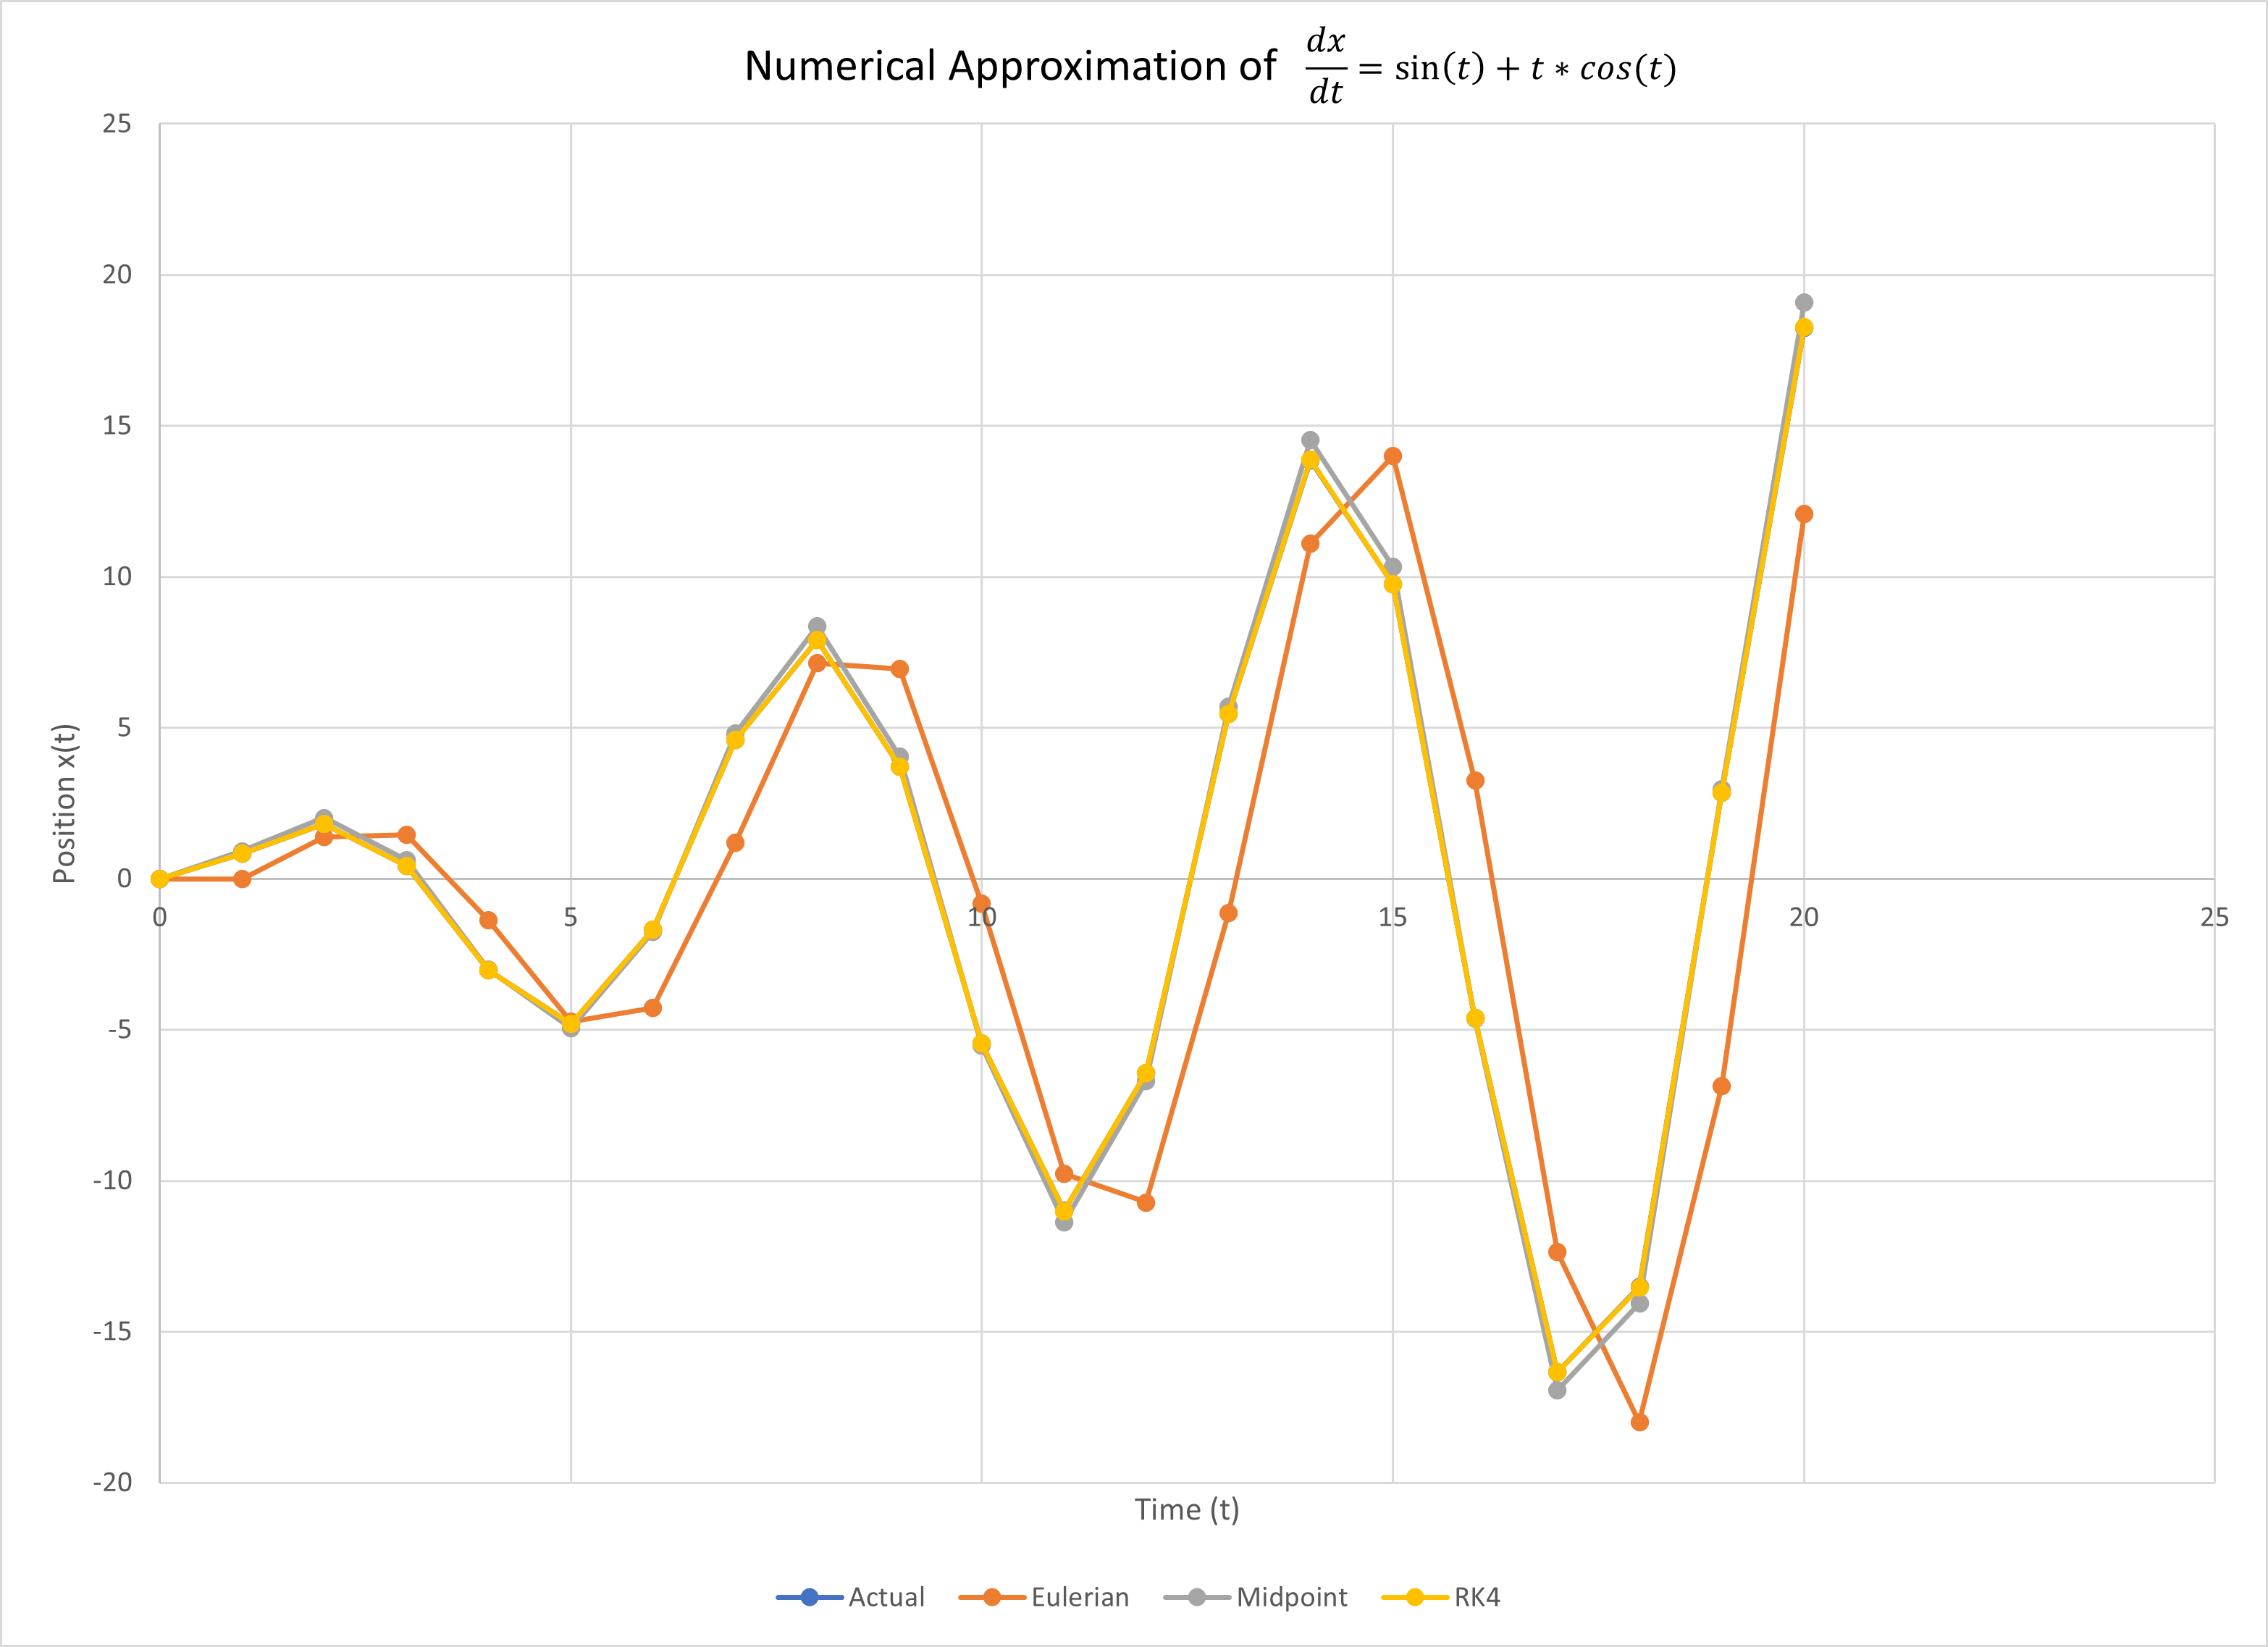 Numerical Approximation of dx/dt = sin(t) + t * cos(t)
25
20
15
10
5
0
-5
-10
-15
-20
Position x(t)
0 5 10 15 20 25
Time (t)
Actual Eulerian Midpoint RK4